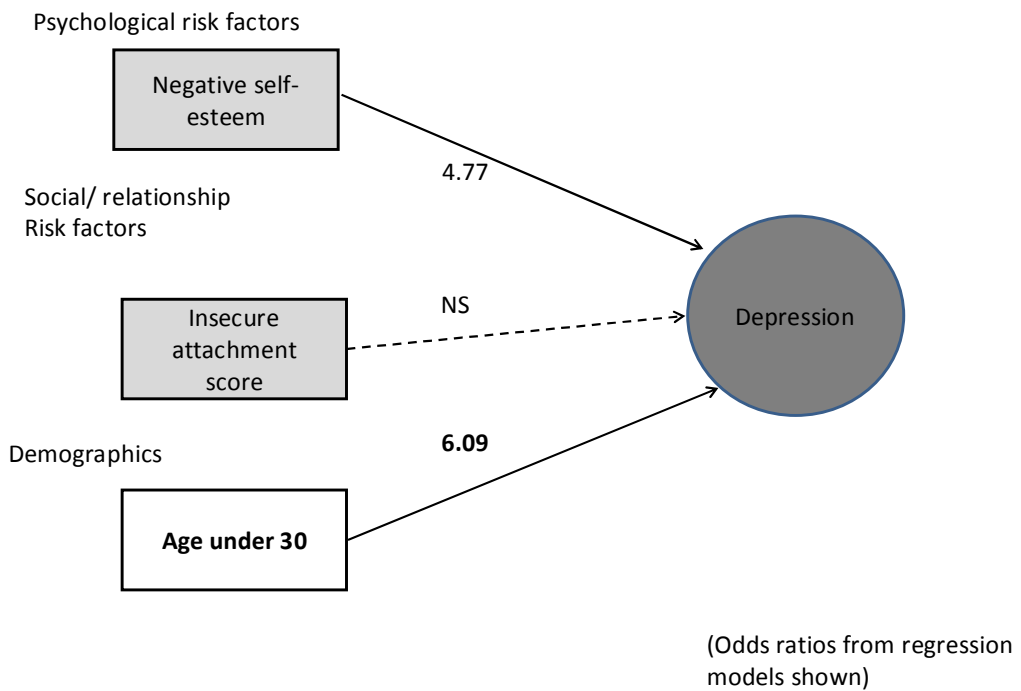 Psychological risk factors
Negative self-
esteem
4.77
Social/ relationship
Risk factors
Insecure
attachment
score
NS
Depression
Demographics
6.09
Age under 30
(Odds ratios from regression
models shown)